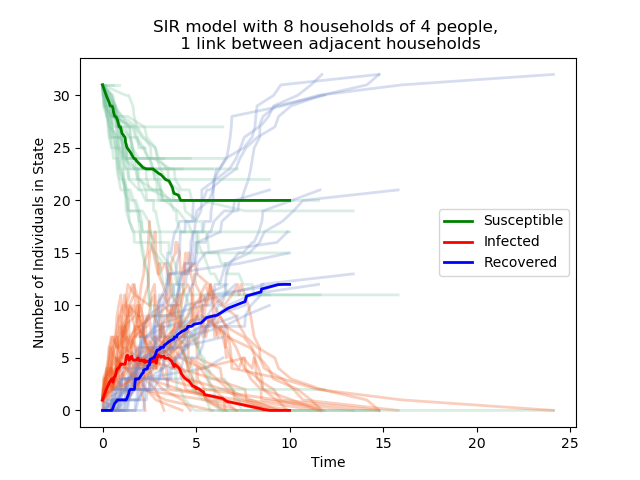 SIR model with 8 households of 4 people,
1 link between adjacent households
Number of Individuals in State
30
25
20
15
10
5
0
Susceptible
Infected
Recovered
0 5 10 15 20 25
Time